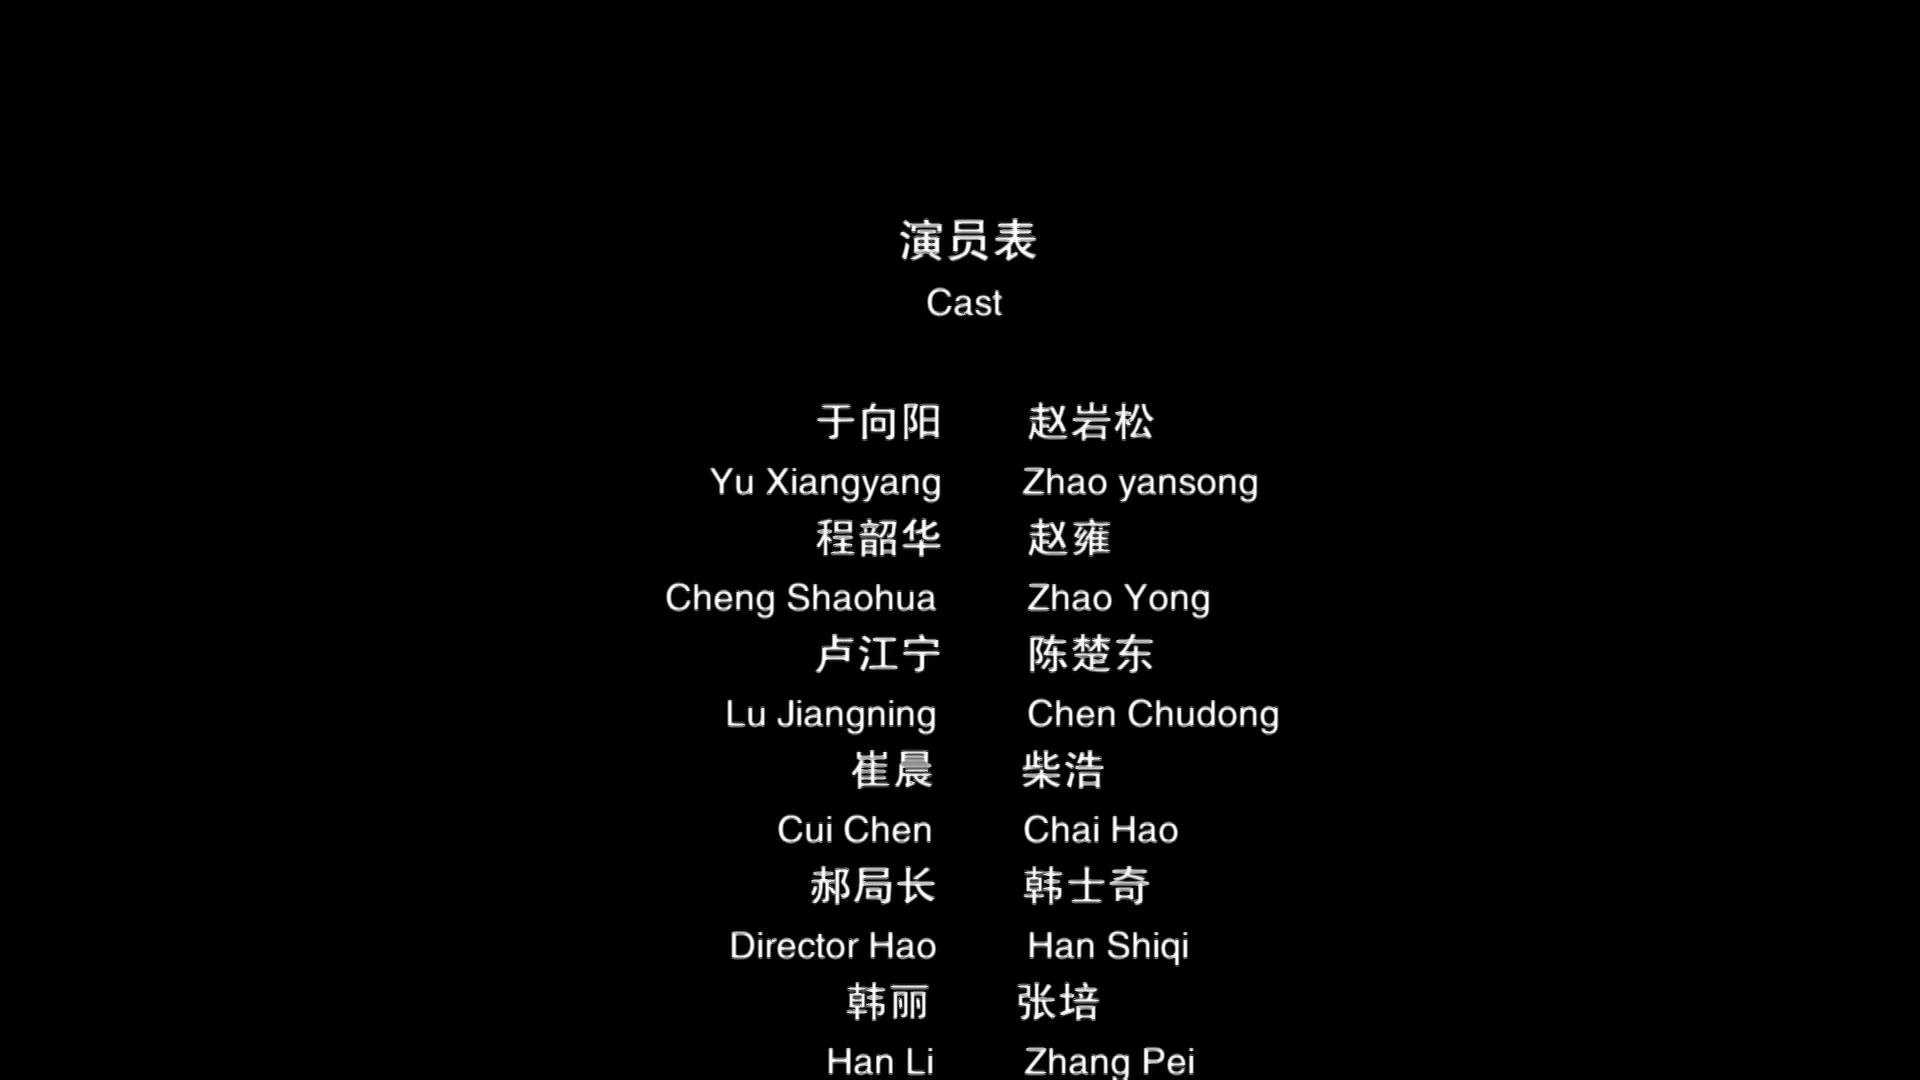 演员表
Cast
于向阳 赵岩松
Yu Xiangyang Zhao yansong
程韶华 赵雍
Cheng Shaohua Zhao Yong
卢江宁 陈楚东
Lu Jiangning Chen Chudong
崔晨 柴浩
Cui Chen Chai Hao
郝局长 韩士奇
Director Hao Han Shiqi
韩丽 张培
Han Li Zhang Pei